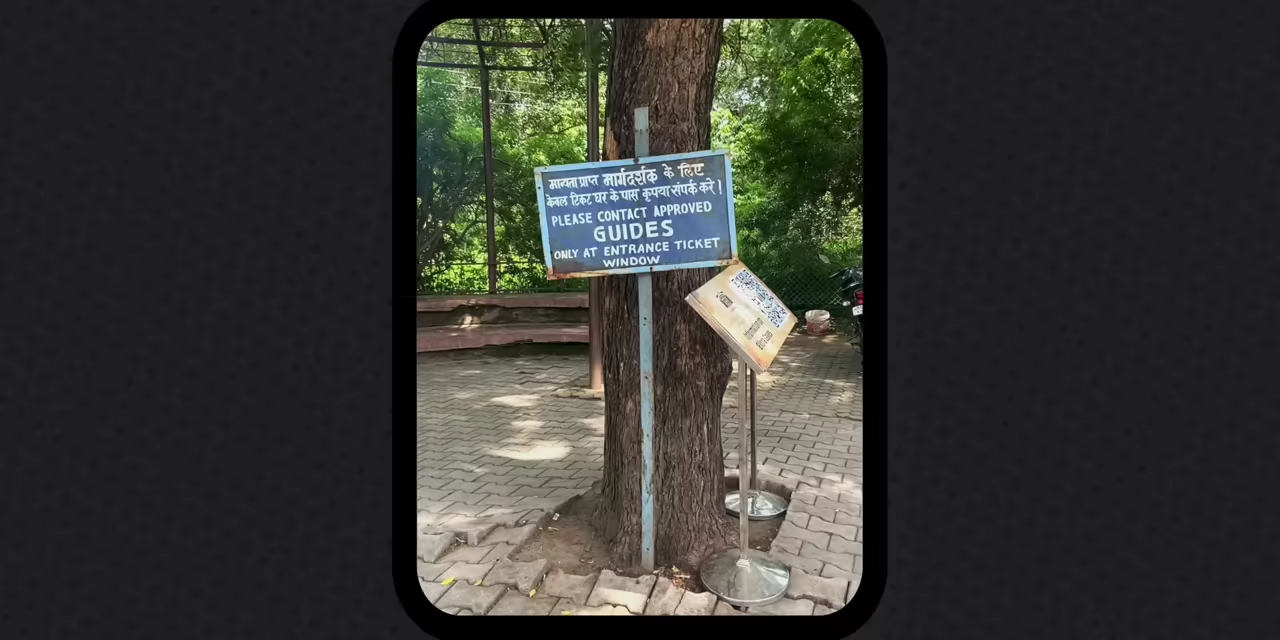 मान्यता प्राप्त मार्गदर्शक के लिए
केवल टिकट घर के पास कृपया संपर्क करे।
PLEASE CONTACT APPROVED
GUIDES
ONLY AT ENTRANCE TICKET
WINDOW